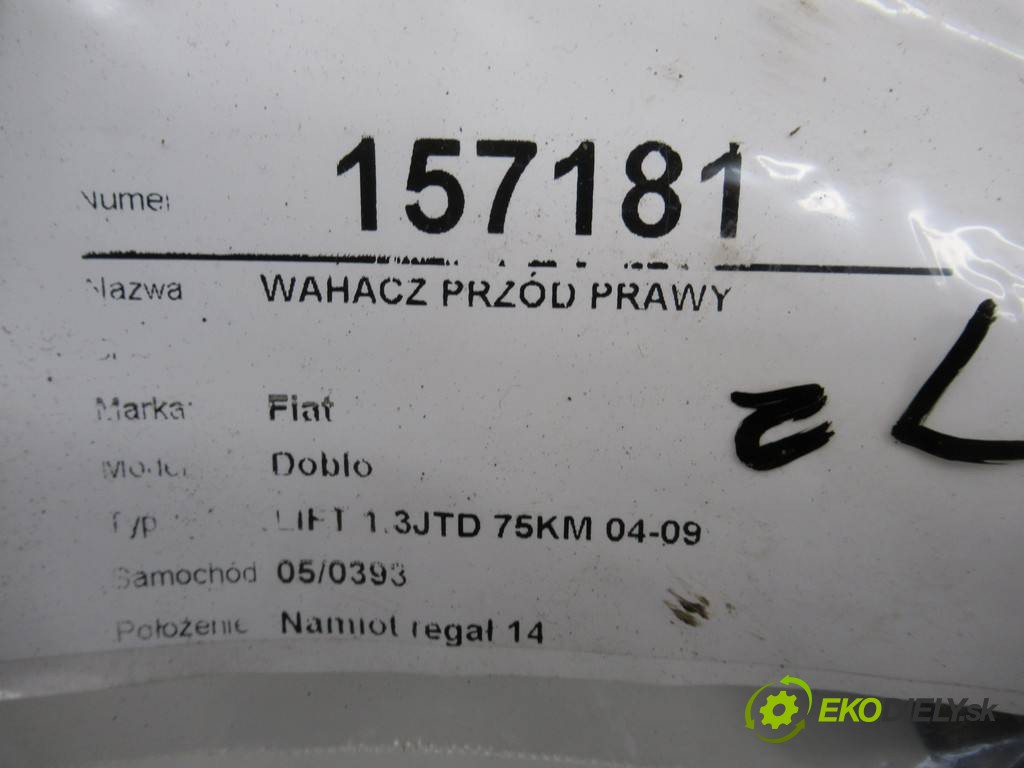 Numer 157181
Nazwa WAHACZ PRZÓD PRAWY
Marka: Fiat
Model Doblo
Typ LIFT 1.3JTD 75KM 04-09
Samochód 05/0393
Położenie Namiot regał 14
EKODIELY.sk